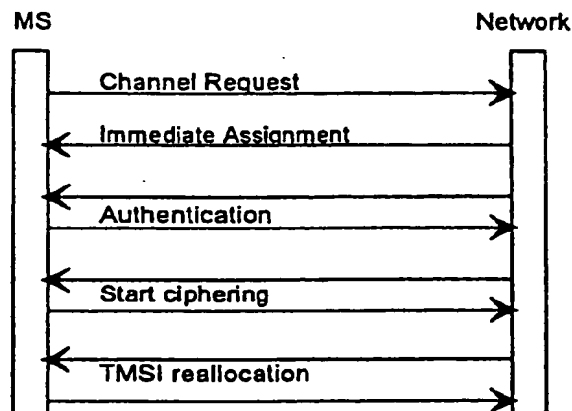 MS Network
Channel Request
Immediate Assignment
Authentication
Start ciphering
TMSI reallocation